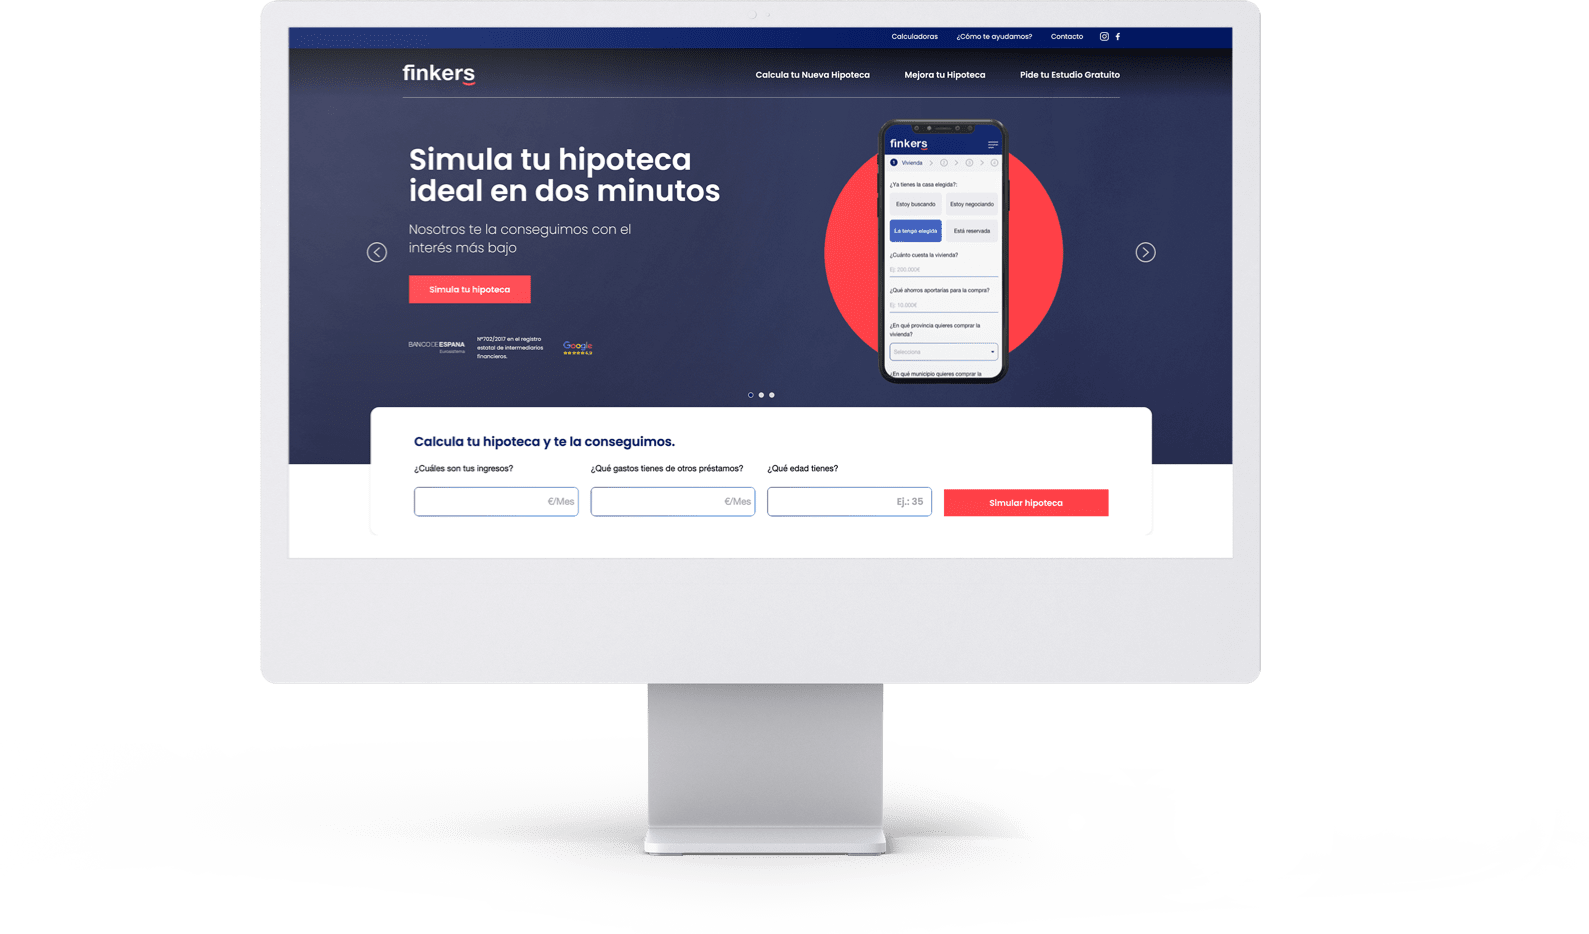 Calculadoras ¿Cómo te ayudamos? Contacto
finkers
Calcula tu Nueva Hipoteca Mejora tu Hipoteca Pide tu Estudio Gratuito
Simula tu hipoteca
ideal en dos minutos
Nosotros te la conseguimos con el
interés más bajo
Simula tu hipoteca
BANCODEESPANA
Eurosistema
Nº702/2017 en el registro
estatal de intermediarios
financieros.
Google
finkers
1 Vivienda
¿Ya tienes la casa elegida?:
Estoy buscando Estoy negociando
La tengo elegida Está reservada
¿Cuánto cuesta la vivienda?
Ej: 200.000€
¿Qué ahorros aportarías para la compra?
Ej: 10.000€
¿En qué provincia quieres comprar la
vivienda?
Selecciona
¿En qué municipio quieres comprar la
Calcula tu hipoteca y te la conseguimos.
¿Cuáles son tus ingresos? ¿Qué gastos tienes de otros préstamos? ¿Qué edad tienes?
€/Mes €/Mes Ej.: 35 Simular hipoteca